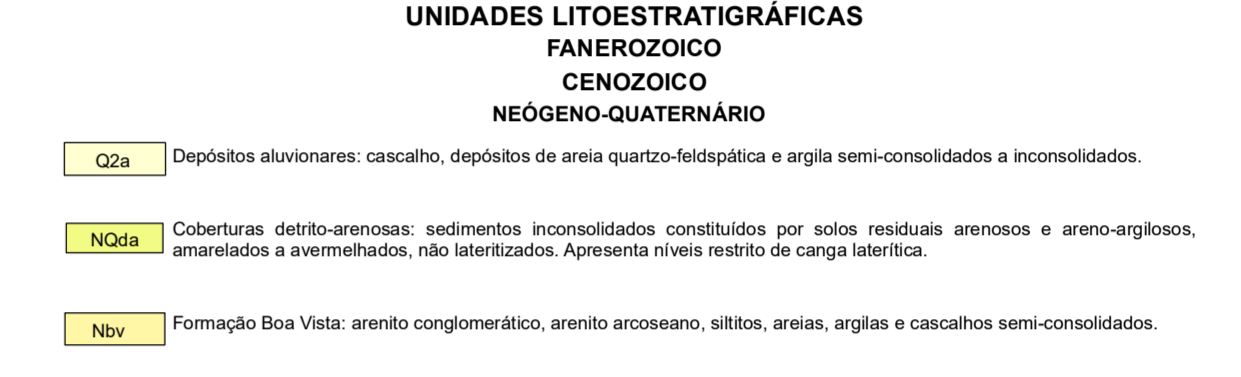 UNIDADES LITOESTRATIGRÁFICAS
FANEROZOICO
CENOZOICO
NEÓGENO-QUATERNÁRIO
Q2a Depósitos aluvionares: cascalho, depósitos de areia quartzo-feldspática e argila semi-consolidados a inconsolidados.
NQda Coberturas detrito-arenosas: sedimentos inconsolidados constituídos por solos residuais arenosos e areno-argilosos,
amarelados a avermelhados, não lateritizados. Apresenta níveis restrito de canga laterítica.
Nbv Formação Boa Vista: arenito conglomerático, arenito arcoseano, siltitos, areias, argilas e cascalhos semi-consolidados.